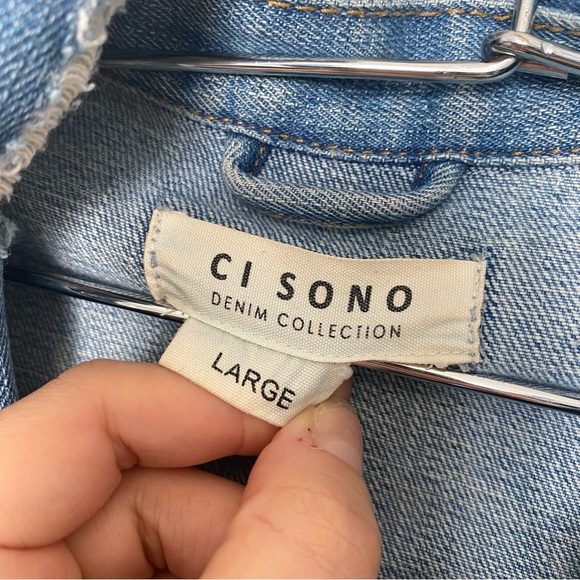 CI SONO
DENIM COLLECTION
LARGE